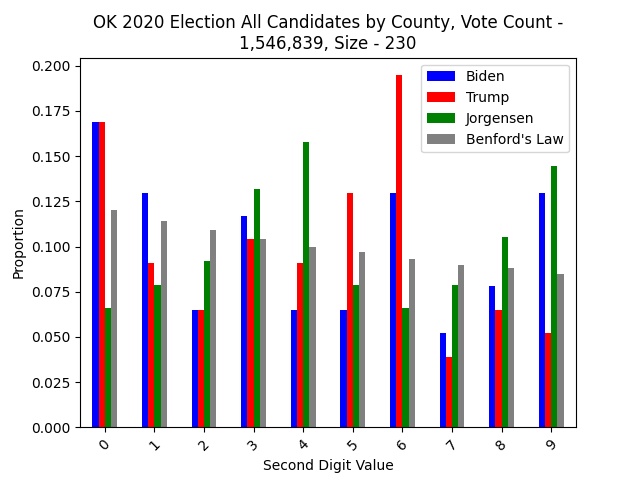 OK 2020 Election All Candidates by County, Vote Count -
1,546,839, Size - 230
0.200
0.175
0.150
0.125
0.100
0.075
0.050
0.025
0.000
Proportion
Biden
Trump
Jorgensen
Benford's Law
0 1 2 3 4 5 6 7 8 9
Second Digit Value